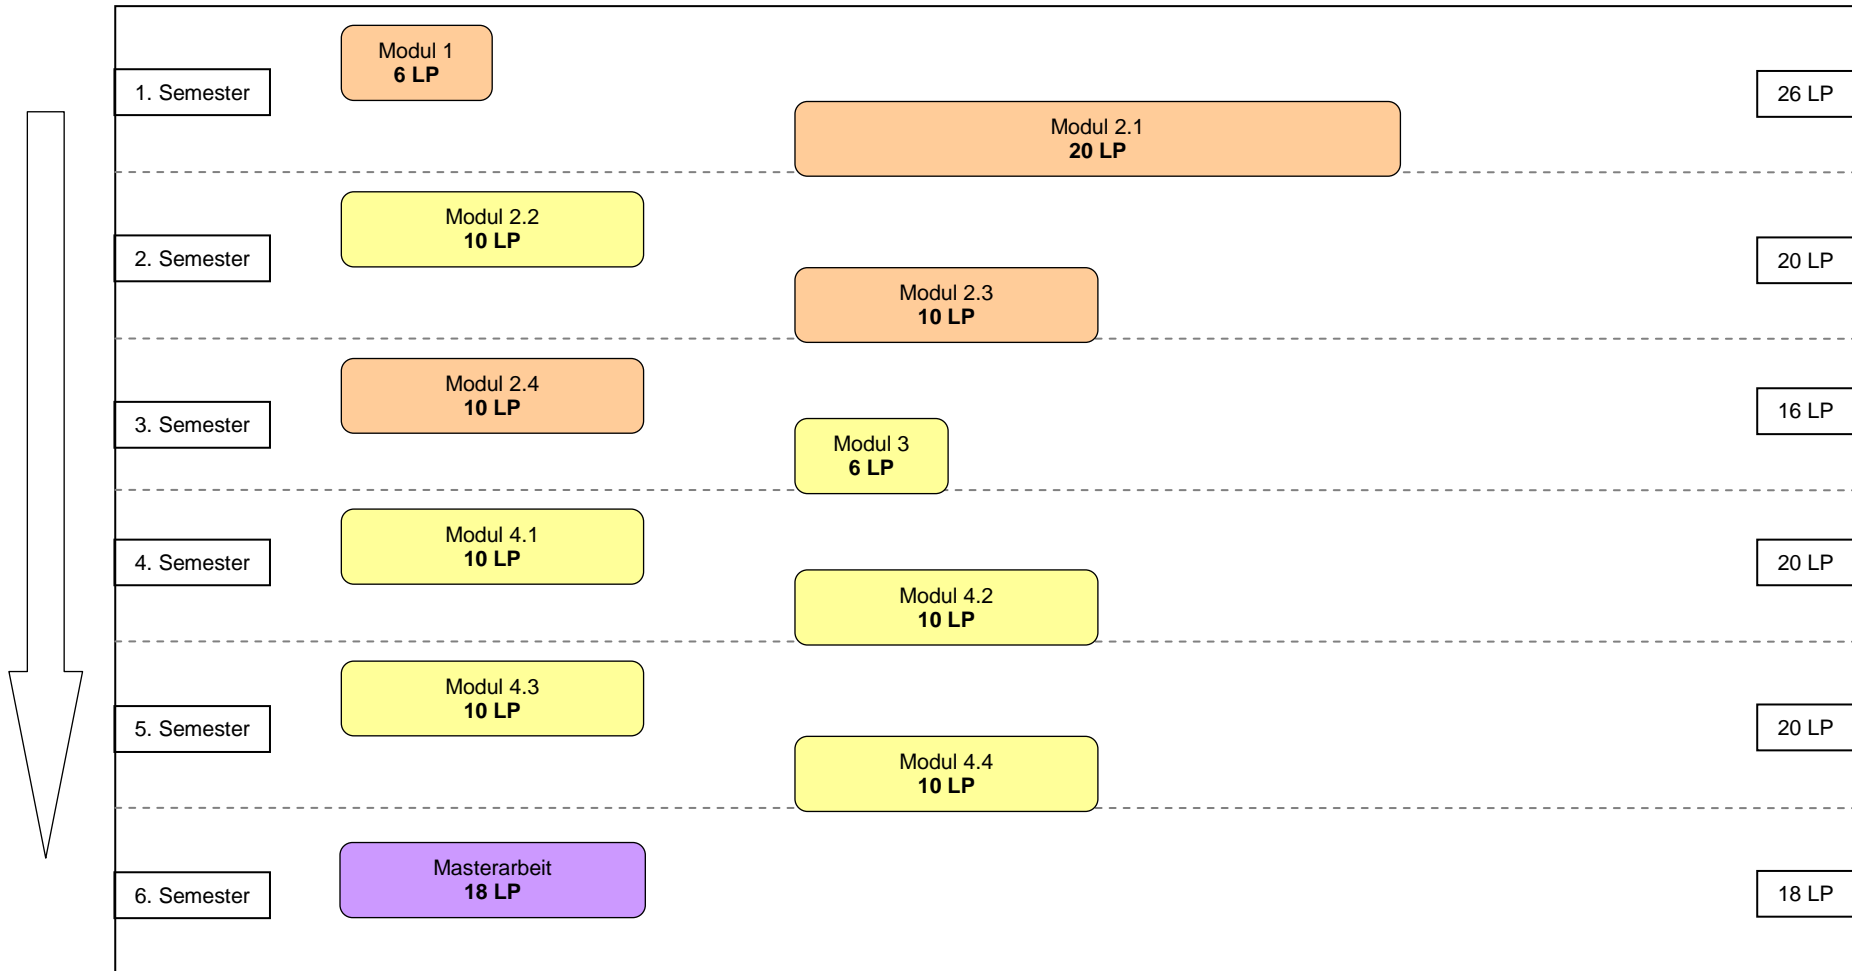 Modul 1
6 LP
1. Semester
26 LP
Modul 2.1
20 LP
Modul 2.2
10 LP
2. Semester
20 LP
Modul 2.3
10 LP
Modul 2.4
10 LP
3. Semester
16 LP
Modul 3
6 LP
Modul 4.1
10 LP
4. Semester
20 LP
Modul 4.2
10 LP
Modul 4.3
10 LP
5. Semester
20 LP
Modul 4.4
10 LP
Masterarbeit
18 LP
6. Semester
18 LP